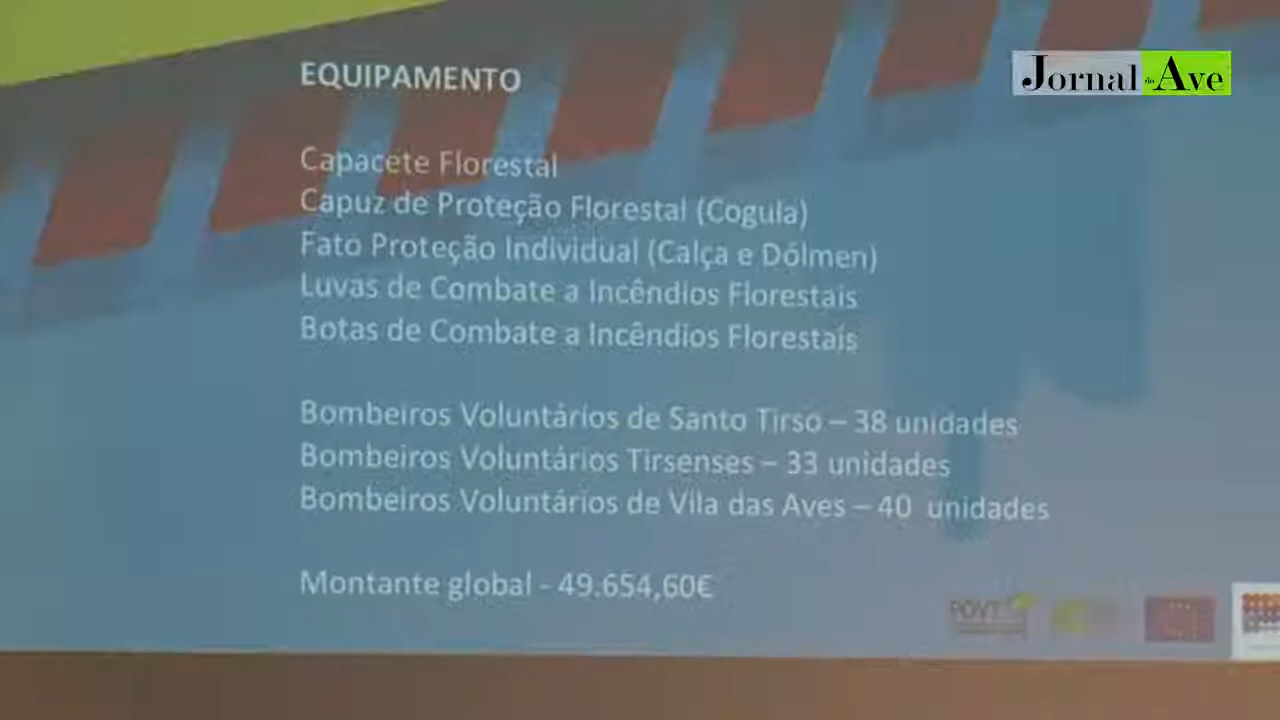 EQUIPAMENTO
Jornal do Ave
Capacete Florestal
Capuz de Proteção Florestal (Cogula)
Fato Proteção Individual (Calça e Dólmen)
Luvas de Combate a Incêndios Florestais
Botas de Combate a Incêndios Florestais
Bombeiros Voluntários de Santo Tirso – 38 unidades
Bombeiros Voluntários Tirsenses – 33 unidades
Bombeiros Voluntários de Vila das Aves – 40 unidades
Montante global - 49.654,60€
POVT